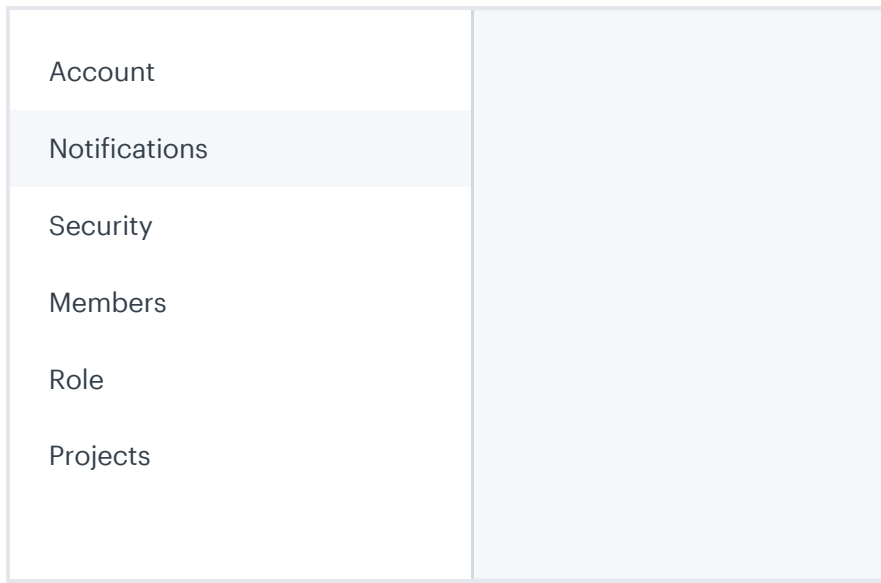 Account
Notifications
Security
Members
Role
Projects